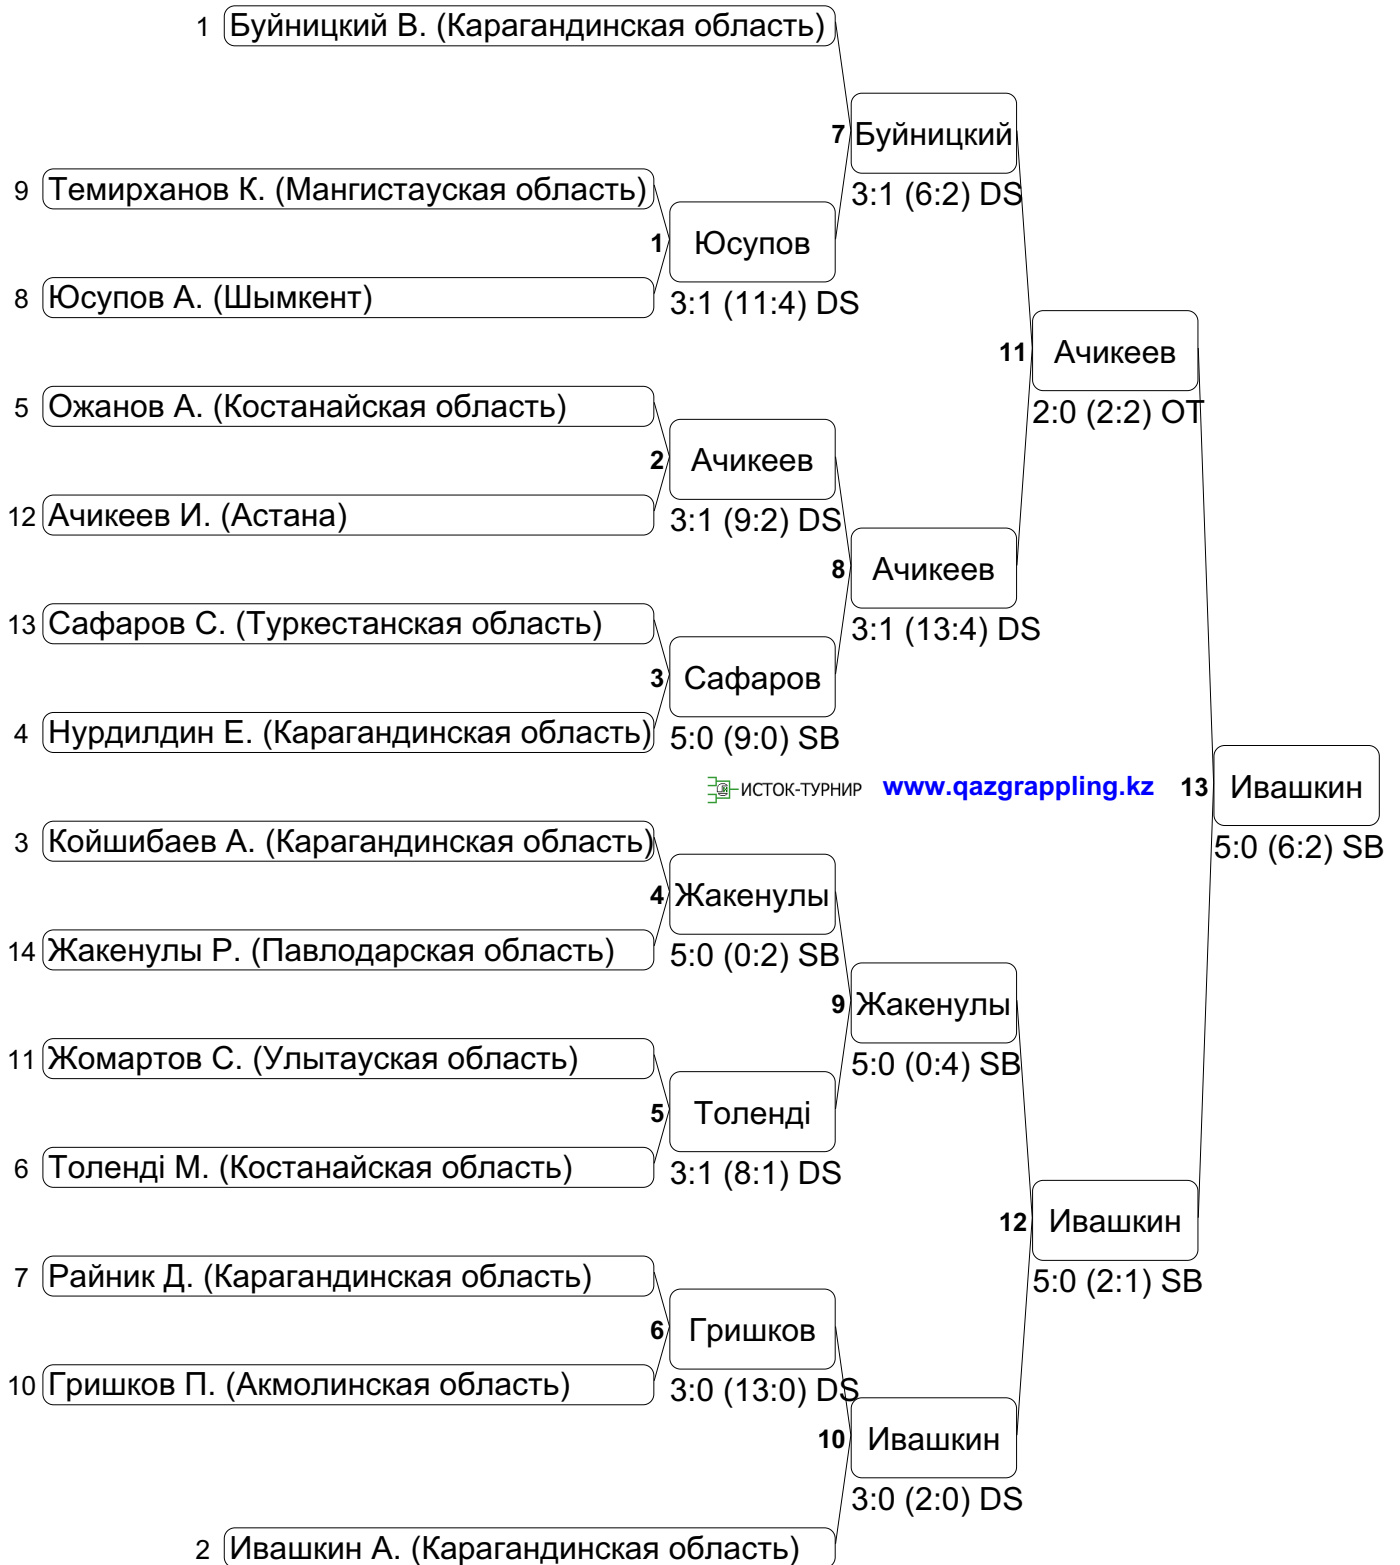 1 Буйницкий В. (Карагандинская область)
7 Буйницкий
9 Темирханов К. (Мангистауская область)
3:1 (6:2) DS
1 Юсупов
8 Юсупов А. (Шымкент)
3:1 (11:4) DS
11 Ачикеев
5 Ожанов А. (Костанайская область)
2:0 (2:2) OT
2 Ачикеев
12 Ачикеев И. (Астана)
3:1 (9:2) DS
8 Ачикеев
13 Сафаров С. (Туркестанская область)
3:1 (13:4) DS
3 Сафаров
4 Нурдилдин Е. (Карагандинская область)
5:0 (9:0) SB
ИСТОК-ТУРНИР www.qazgrappling.kz 13 Ивашкин
3 Койшибаев А. (Карагандинская область)
5:0 (6:2) SB
4 Жакенулы
14 Жакенулы Р. (Павлодарская область)
5:0 (0:2) SB
9 Жакенулы
11 Жомартов С. (Улытауская область)
5:0 (0:4) SB
5 Толенді
6 Толенді М. (Костанайская область)
3:1 (8:1) DS
12 Ивашкин
7 Райник Д. (Карагандинская область)
5:0 (2:1) SB
6 Гришков
10 Гришков П. (Акмолинская область)
3:0 (13:0) DS
10 Ивашкин
3:0 (2:0) DS
2 Ивашкин А. (Карагандинская область)